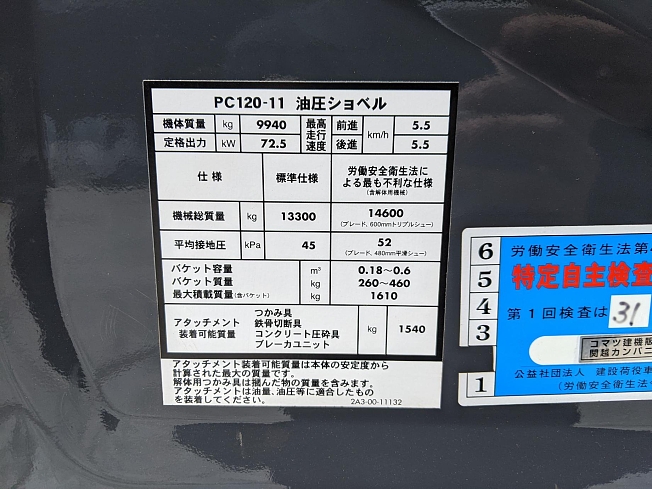 PC120-11 油圧ショベル
機体質量 kg 9940 最高走行速度 前進 km/h 5.5
定格出力 kW 72.5 後進 5.5
仕様 標準仕様 労働安全衛生法による最も不利な仕様 (含解体用機械)
機械総質量 kg 13300 14600
(ブレード、600mmトリプルシュー)
平均接地圧 kPa 45 52
(ブレード、480mm平滑シュー)
バケット容量 m³ 0.18～0.6
バケット質量 kg 260～460
最大積載質量(含バケット) kg 1610
アタッチメント装着可能質量 つかみ具 kg 1540
鉄骨切断具
コンクリート圧砕具
ブレーカユニット
アタッチメント装着可能質量は本体の安定度から
計算された最大の質量です。
解体用つかみ具は掴んだ物の質量を含みます。
アタッチメントは油量、油圧等に適合したもの
を装着してください。
2A3-00-11132
6
5
4
3
1
労働安全衛生法第4
特定自主検査
第1回検査は 31
コマツ建機販
関越カンパニ
公益社団法人 建設荷役車
(労働安全衛生法